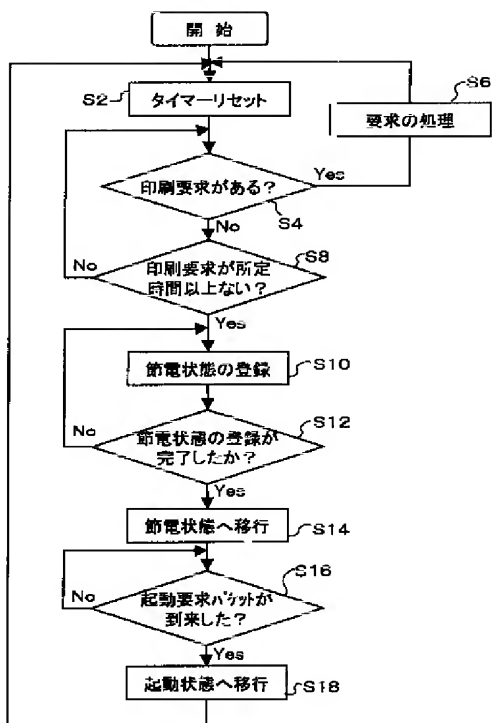 開 始
S2
タイマーリセット
S6
要求の処理
印刷要求がある?
Yes
S4
No
S8
No
印刷要求が所定
時間以上ない?
Yes
節電状態の登録
S10
S12
No
節電状態の登録が
完了したか?
Yes
節電状態へ移行
S14
S16
No
起動要求パケットが
到来した?
Yes
起動状態へ移行
S18